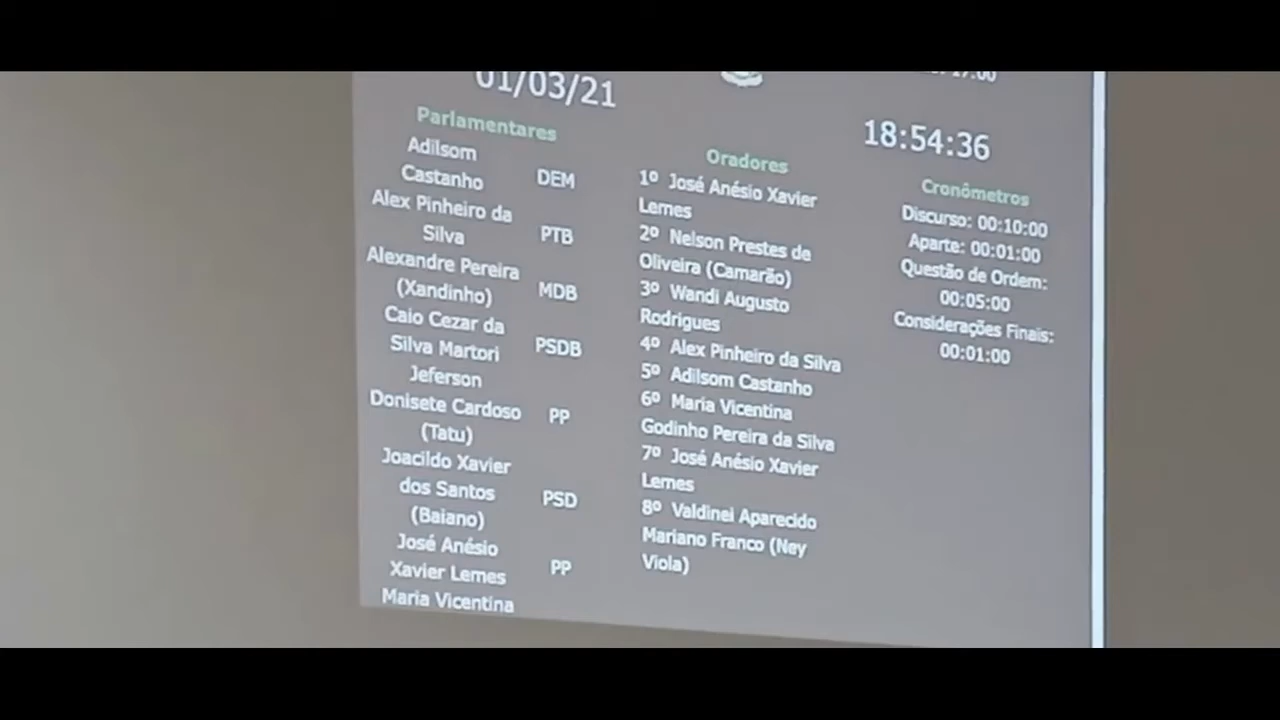 01/03/21
17:00
18:54:36
Parlamentares
Adilsom
Castanho
DEM
Alex Pinheiro da
Silva
PTB
Alexandre Pereira
(Xandinho)
MDB
Caio Cezar da
Silva Martori
PSDB
Jeferson
Donisete Cardoso
(Tatu)
PP
Joacildo Xavier
dos Santos
(Baiano)
PSD
José Anésio
Xavier Lemes
PP
Maria Vicentina
Oradores
1º José Anésio Xavier
Lemes
2º Nelson Prestes de
Oliveira (Camarão)
3º Wandi Augusto
Rodrigues
4º Alex Pinheiro da Silva
5º Adilsom Castanho
6º Maria Vicentina
Godinho Pereira da Silva
7º José Anésio Xavier
Lemes
8º Valdinei Aparecido
Mariano Franco (Ney
Viola)
Cronômetros
Discurso: 00:10:00
Aparte: 00:01:00
Questão de Ordem:
00:05:00
Considerações Finais:
00:01:00